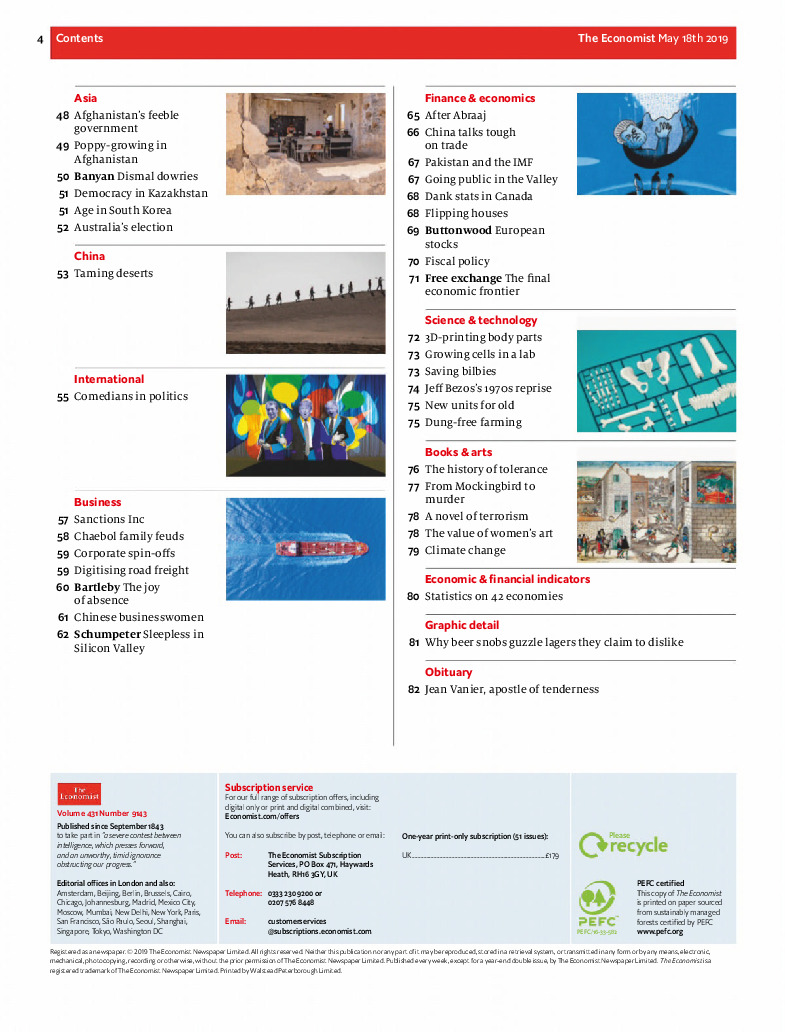 4 Contents
The Economist May 18th 2019
Asia
48 Afghanistan's feeble
government
49 Poppy-growing in
Afghanistan
50 Banyan Dismal dowries
51 Democracy in Kazakhstan
51 Age in South Korea
52 Australia's election
China
53 Taming deserts
International
55 Comedians in politics
Business
57 Sanctions Inc
58 Chaebol family feuds
59 Corporate spin-offs
59 Digitising road freight
60 Bartleby The joy
of absence
61 Chinese businesswomen
62 Schumpeter Sleepless in
Silicon Valley
Finance & economics
65 After Abraaj
66 China talks tough
on trade
67 Pakistan and the IMF
67 Going public in the Valley
68 Dank stats in Canada
68 Flipping houses
69 Buttonwood European
stocks
70 Fiscal policy
71 Free exchange The final
economic frontier
Science & technology
72 3D-printing body parts
73 Growing cells in a lab
73 Saving bilbies
74 Jeff Bezos's 1970s reprise
75 New units for old
75 Dung-free farming
Books & arts
76 The history of tolerance
77 From Mockingbird to
murder
78 A novel of terrorism
78 The value of women's art
79 Climate change
Economic & financial indicators
80 Statistics on 42 economies
Graphic detail
81 Why beer snobs guzzle lagers they claim to dislike
Obituary
82 Jean Vanier, apostle of tenderness
The
Economist
Volume 431 Number 9143
Published since September 1843
to take part in "a severe contest between
intelligence, which presses forward,
and an unworthy, timid ignorance
obstructing our progress."
Editorial offices in London and also:
Amsterdam, Beijing, Berlin, Brussels, Cairo,
Chicago, Johannesburg, Madrid, Mexico City,
Moscow, Mumbai, New Delhi, New York, Paris,
San Francisco, São Paulo, Seoul, Shanghai,
Singapore, Tokyo, Washington DC
Subscription service
For our full range of subscription offers, including
digital only or print and digital combined, visit:
Economist.com/offers
You can also subscribe by post, telephone or email:
Post: The Economist Subscription
Services, PO Box 471, Haywards
Heath, RH16 3GY, UK
Telephone: 0333 230 9200 or
0207 576 8448
Email: customerservices
@subscriptions.economist.com
One-year print-only subscription (51 issues):
UK..........£179
Please
recycle
PEFC
PEFC/16-33-582
PEFC certified
This copy of The Economist
is printed on paper sourced
from sustainably managed
forests certified by PEFC
www.pefc.org
Registered as a newspaper. © 2019 The Economist Newspaper Limited. All rights reserved. Neither this publication nor any part of it may be reproduced, stored in a retrieval system, or transmitted in any form or by any means, electronic,
mechanical, photocopying, recording or otherwise, without the prior permission of The Economist Newspaper Limited. Published every week, except for a year-end double issue, by The Economist Newspaper Limited. The Economist is a
registered trademark of The Economist Newspaper Limited. Printed by Walstead Peterborough Limited.